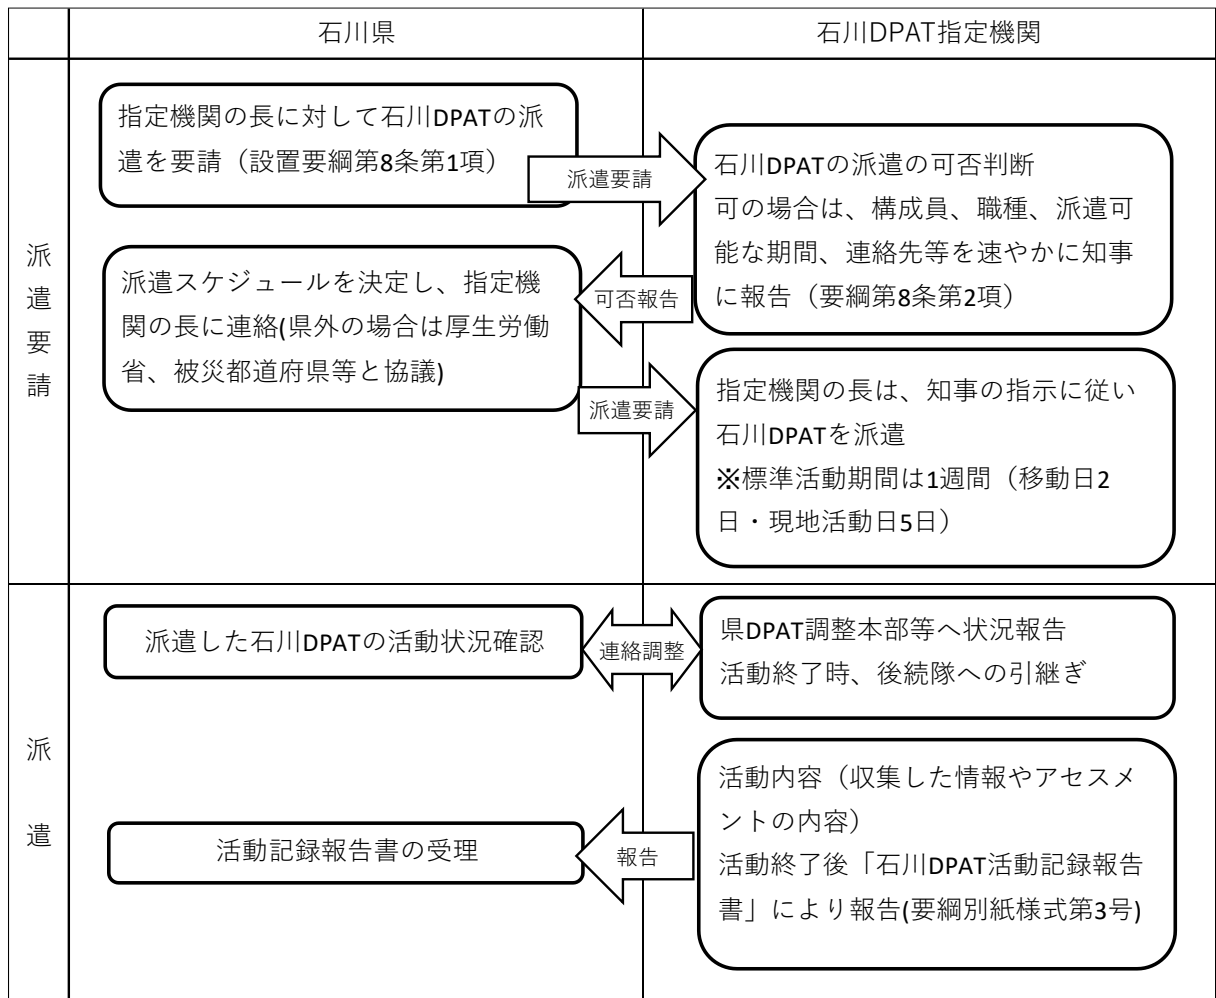 石川県
石川DPAT指定機関
派遣要請
指定機関の長に対して石川DPATの派
遣を要請（設置要綱第8条第1項）
派遣要請
石川DPATの派遣の可否判断
可の場合は、構成員、職種、派遣可
能な期間、連絡先等を速やかに知事
に報告（要綱第8条第2項）
可否報告
派遣スケジュールを決定し、指定機
関の長に連絡(県外の場合は厚生労働
省、被災都道府県等と協議)
派遣要請
指定機関の長は、知事の指示に従い
石川DPATを派遣
※標準活動期間は1週間（移動日2
日・現地活動日5日）
派遣
派遣した石川DPATの活動状況確認
連絡調整
県DPAT調整本部等へ状況報告
活動終了時、後続隊への引継ぎ
活動内容（収集した情報やアセスメ
ントの内容）
活動終了後「石川DPAT活動記録報告
書」により報告(要綱別紙様式第3号)
報告
活動記録報告書の受理